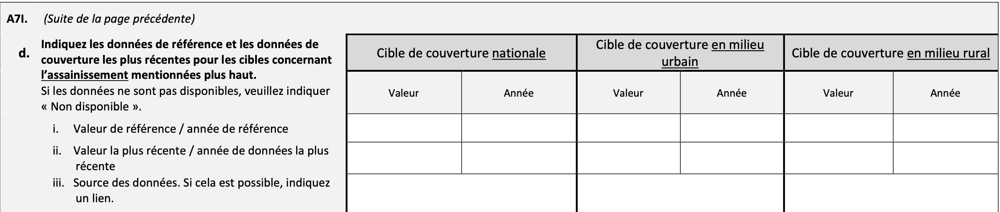 A7I. (Suite de la page précédente)
d. Indiquez les données de référence et les données de
couverture les plus récentes pour les cibles concernant
l’assainissement mentionnées plus haut.
Si les données ne sont pas disponibles, veuillez indiquer
« Non disponible ».
Cible de couverture nationale
Cible de couverture en milieu
urbain
Cible de couverture en milieu rural
Valeur Année Valeur Année Valeur Année
i. Valeur de référence / année de référence
ii. Valeur la plus récente / année de données la plus
récente
iii. Source des données. Si cela est possible, indiquez
un lien.